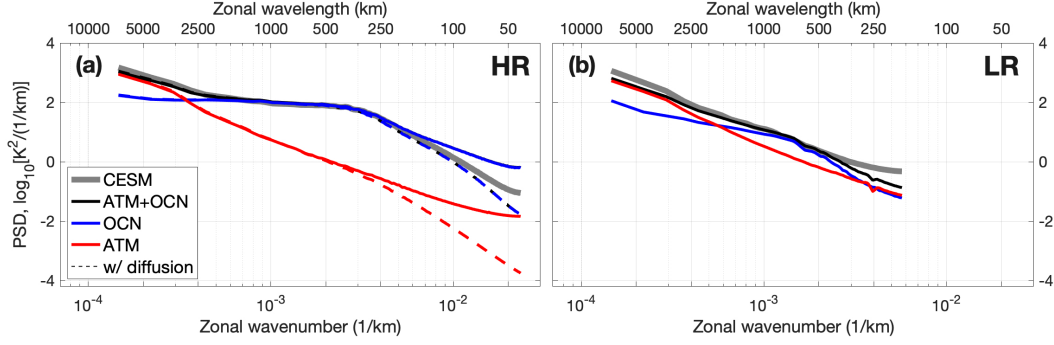 Zonal wavelength (km)
Zonal wavelength (km)
10000 5000 2500 1000 500 250 100 50
10000 5000 2500 1000 500 250 100 50
4
(a)
HR
(b)
LR
4
2
2
0
0
-2
-2
-4
-4
PSD, log10[K2/(1/km)]
CESM
ATM+OCN
OCN
ATM
w/ diffusion
10-4 10-3 10-2
10-4 10-3 10-2
Zonal wavenumber (1/km)
Zonal wavenumber (1/km)